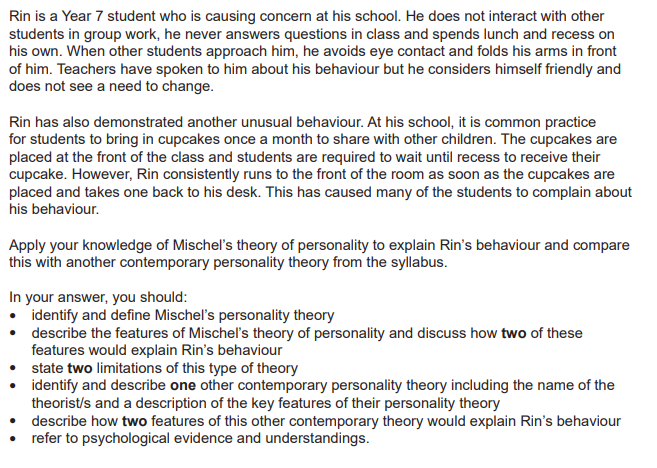 Rin is a Year 7 student who is causing concern at his school. He does not interact with other
students in group work, he never answers questions in class and spends lunch and recess on
his own. When other students approach him, he avoids eye contact and folds his arms in front
of him. Teachers have spoken to him about his behaviour but he considers himself friendly and
does not see a need to change.
Rin has also demonstrated another unusual behaviour. At his school, it is common practice
for students to bring in cupcakes once a month to share with other children. The cupcakes are
placed at the front of the class and students are required to wait until recess to receive their
cupcake. However, Rin consistently runs to the front of the room as soon as the cupcakes are
placed and takes one back to his desk. This has caused many of the students to complain about
his behaviour.
Apply your knowledge of Mischel's theory of personality to explain Rin's behaviour and compare
this with another contemporary personality theory from the syllabus.
In your answer, you should:
• identify and define Mischel's personality theory
• describe the features of Mischel's theory of personality and discuss how two of these
features would explain Rin's behaviour
• state two limitations of this type of theory
• identify and describe one other contemporary personality theory including the name of the
theorist/s and a description of the key features of their personality theory
• describe how two features of this other contemporary theory would explain Rin's behaviour
• refer to psychological evidence and understandings.